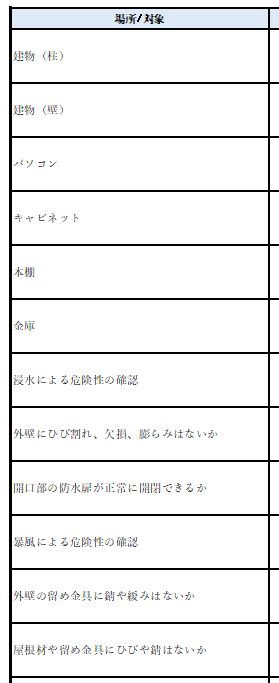 場所/対象
建物（柱）
建物（壁）
パソコン
キャビネット
本棚
金庫
浸水による危険性の確認
外壁にひび割れ、欠損、膨らみはないか
開口部の防水扉が正常に開閉できるか
暴風による危険性の確認
外壁の留め金具に錆や緩みはないか
屋根材や留め金具にひびや錆はないか